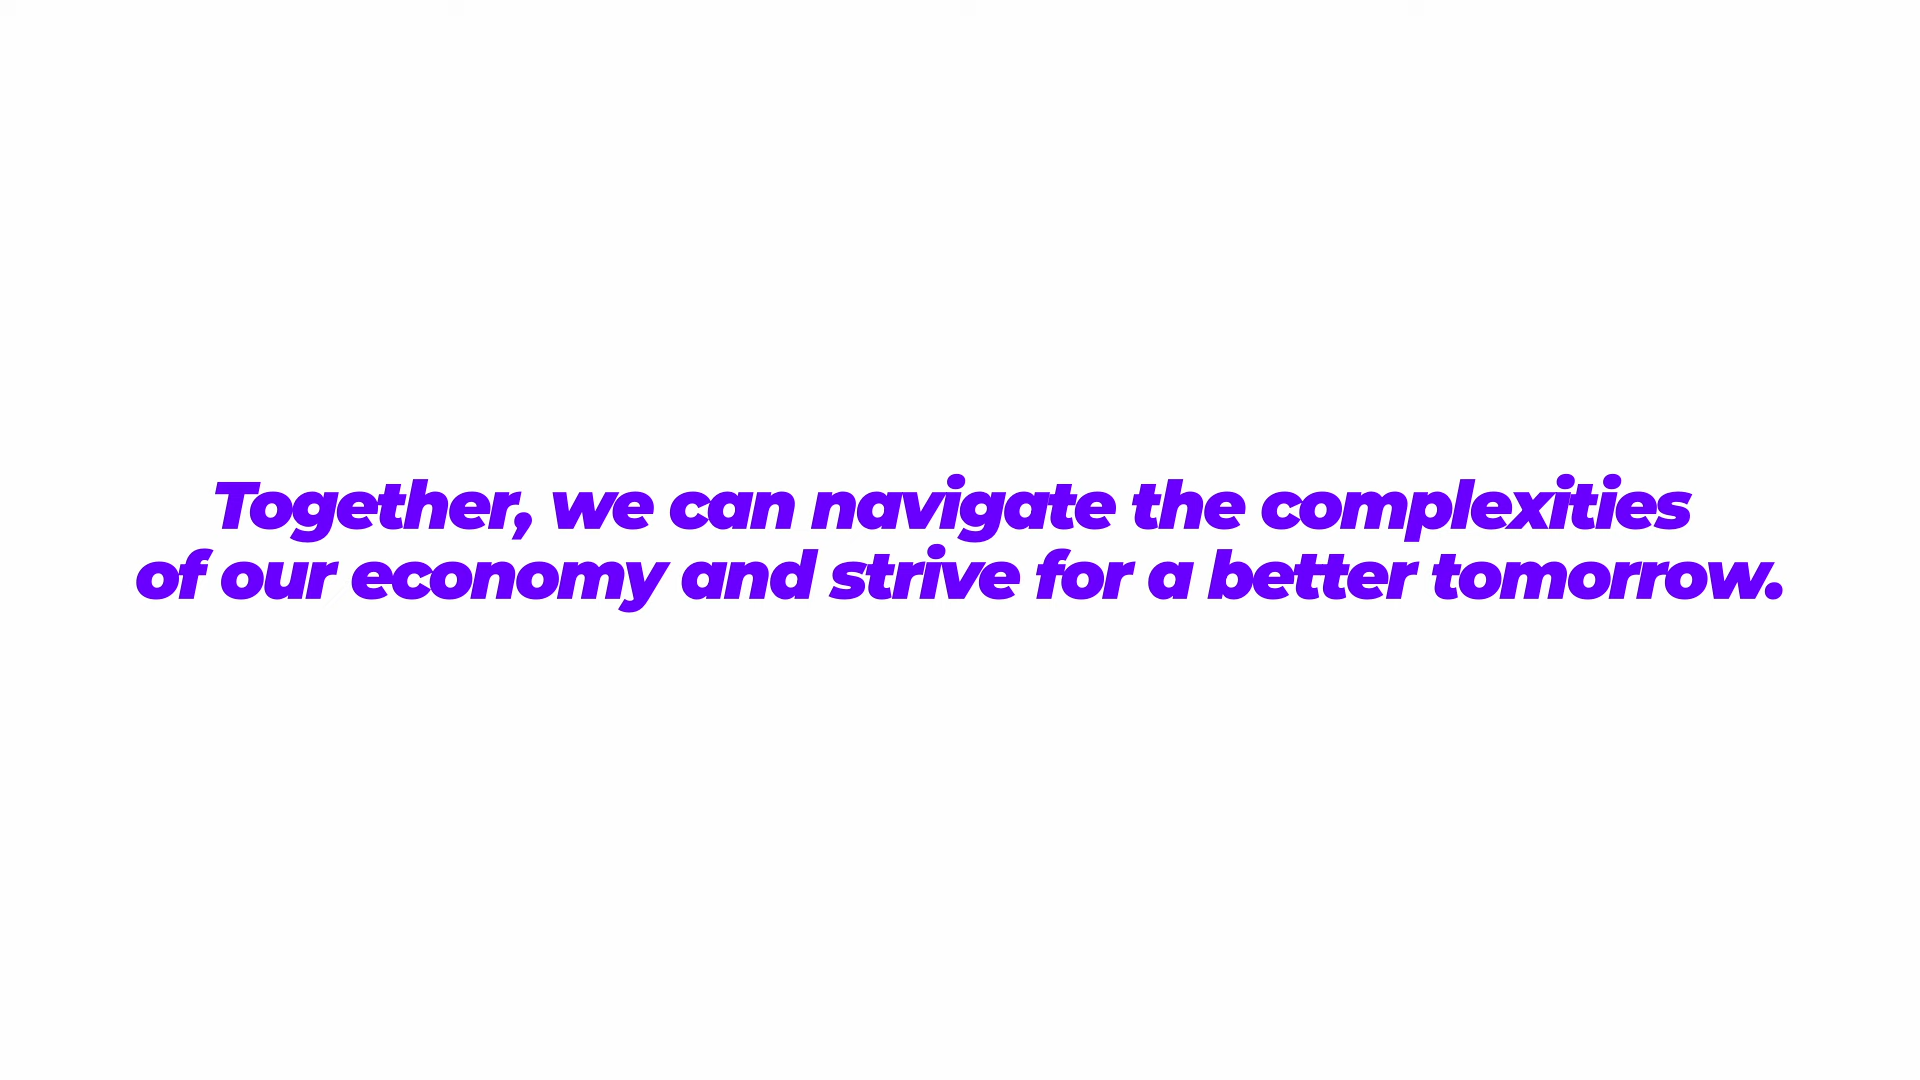 Together, we can navigate the complexities
of our economy and strive for a better tomorrow.